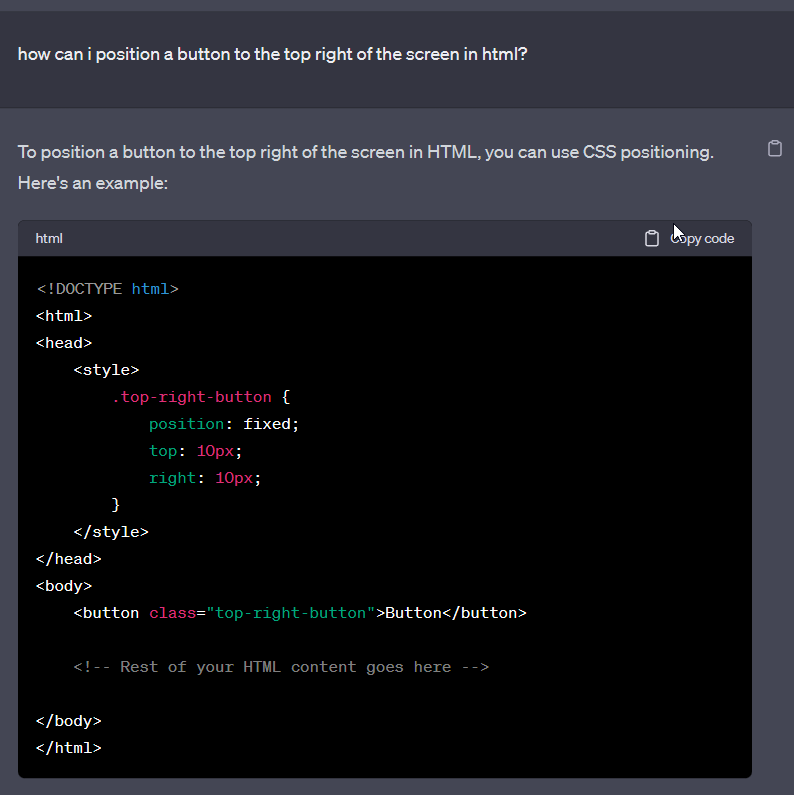 how can i position a button to the top right of the screen in html?
To position a button to the top right of the screen in HTML, you can use CSS positioning.
Here's an example:
html Copy code
<!DOCTYPE html>
<html>
<head>
    <style>
        .top-right-button {
            position: fixed;
            top: 10px;
            right: 10px;
        }
    </style>
</head>
<body>
    <button class="top-right-button">Button</button>
    <!-- Rest of your HTML content goes here -->
</body>
</html>